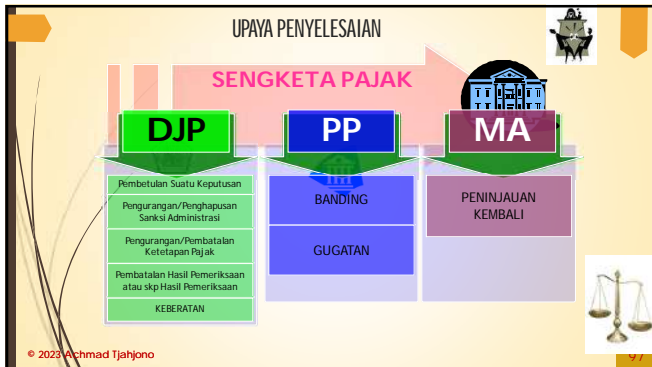 UPAYA PENYELESAIAN
SENGKETA PAJAK
DJP
PP
MA
Pembetulan Suatu Keputusan
Pengurangan/Penghapusan
Sanksi Administrasi
Pengurangan/Pembatalan
Ketetapan Pajak
Pembatalan Hasil Pemeriksaan
atau skp Hasil Pemeriksaan
KEBERATAN
BANDING
GUGATAN
PENINJAUAN
KEMBALI
© 2023 Achmad Tjahjono
97